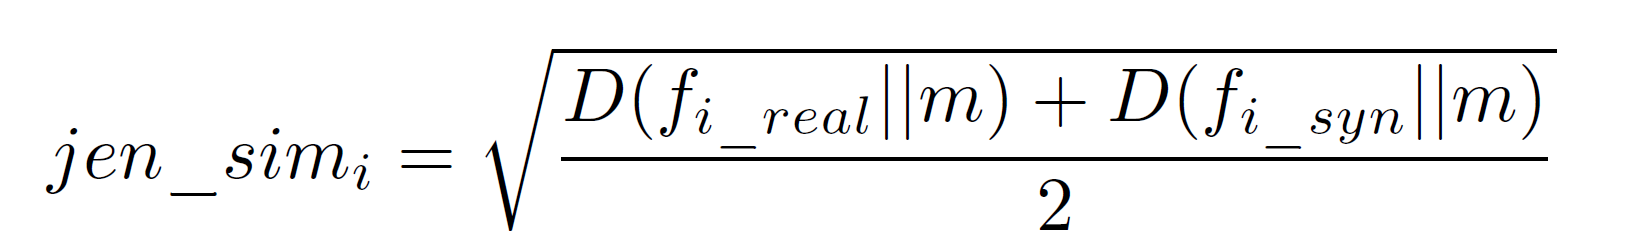 jen_sim_i = \sqrt{\frac{D(f_{i\_real}||m) + D(f_{i\_syn}||m)}{2}}